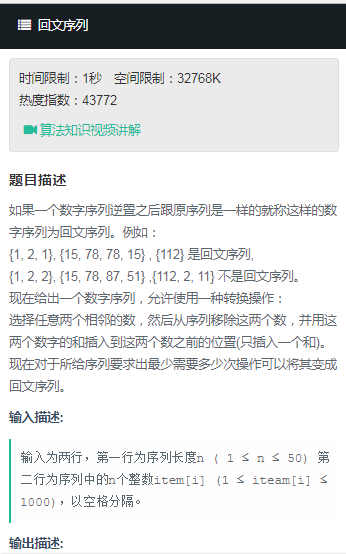 回文序列
时间限制：1秒 空间限制：32768K
热度指数：43772
算法知识视频讲解
题目描述
如果一个数字序列逆置之后跟原序列是一样的就称这样的数
字序列为回文序列。例如：
{1, 2, 1}, {15, 78, 78, 15} , {112} 是回文序列,
{1, 2, 2}, {15, 78, 87, 51} ,{112, 2, 11} 不是回文序列。
现在给出一个数字序列，允许使用一种转换操作：
选择任意两个相邻的数，然后从序列移除这两个数，并用这
两个数字的和插入到这两个数之前的位置(只插入一个和)。
现在对于所给序列要求出最少需要多少次操作可以将其变成
回文序列。
输入描述:
输入为两行，第一行为序列长度n ( 1 ≤ n ≤ 50) 第
二行为序列中的n个整数item[i] (1 ≤ iteam[i] ≤
1000)，以空格分隔。
输出描述: